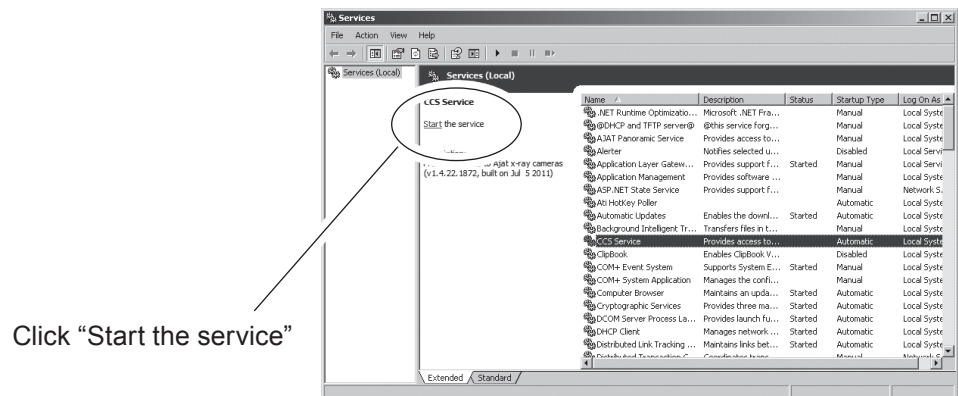 Services
File Action View Help
Services (Local)
Services (Local)
CCS Service
Start the service
to Ajat x-ray cameras
(v1.4.22.1872, built on Jul 5 2011)
Name Description Status Startup Type Log On As
.NET Runtime Optimizatio... Microsoft .NET Fra... Manual Local Syste
@DHCP and TFTP server@ @this service forg... Manual Local Syste
AJAT Panoramic Service Provides access to... Manual Local Syste
Alerter Notifies selected u... Disabled Local Servi
Application Layer Gatew... Provides support f... Started Manual Local Servi
Application Management Provides software ... Manual Local Syste
ASP.NET State Service Provides support f... Manual Network S.
Ati HotKey Poller Automatic Local Syste
Automatic Updates Enables the downl... Started Automatic Local Syste
Background Intelligent Tr... Transfers files in t... Manual Local Syste
CCS Service Provides access to... Automatic Local Syste
ClipBook Enables ClipBook V... Disabled Local Syste
COM+ Event System Supports System E... Started Manual Local Syste
COM+ System Application Manages the confi... Manual Local Syste
Computer Browser Maintains an upda... Started Automatic Local Syste
Cryptographic Services Provides three ma... Started Automatic Local Syste
DCOM Server Process La... Provides launch fu... Started Automatic Local Syste
DHCP Client Manages network ... Started Automatic Local Syste
Distributed Link Tracking ... Maintains links bet... Started Automatic Local Syste
Extended Standard
Click “Start the service”